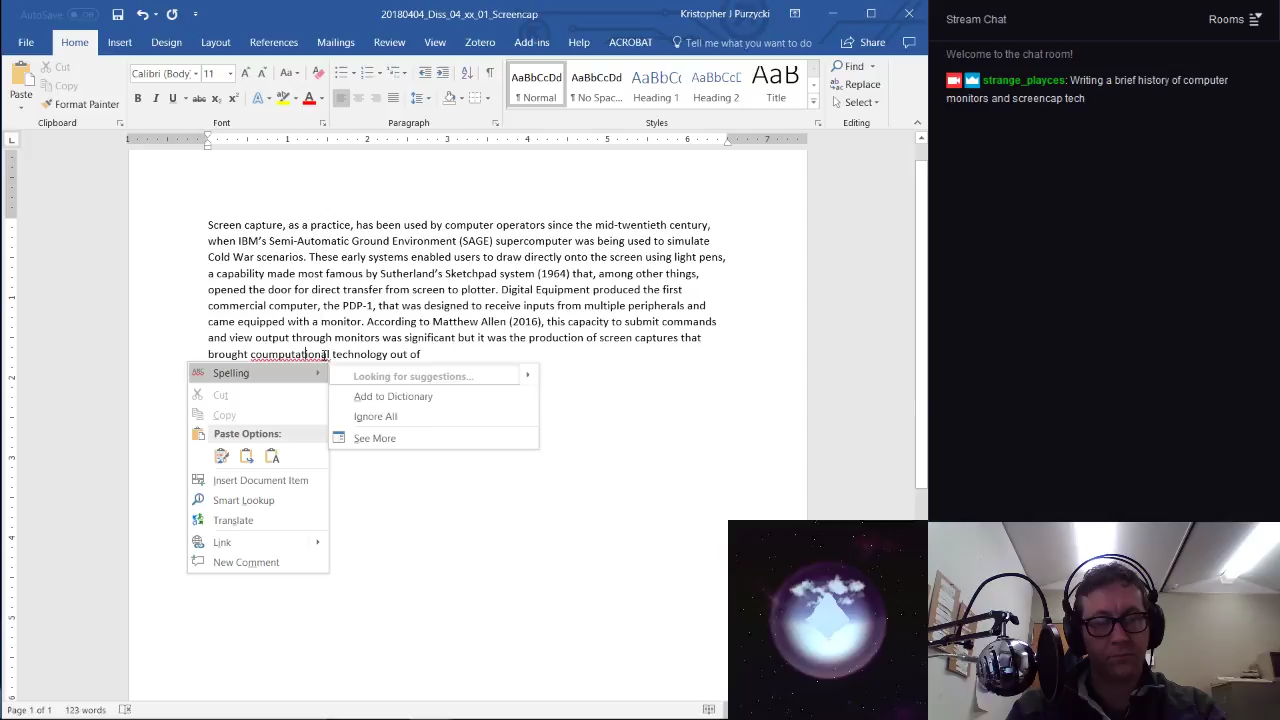 AutoSave Off
20180404_Diss_04_xx_01_Screencap
Kristopher J Purzycki
File Home Insert Design Layout References Mailings Review View Zotero Add-ins Help ACROBAT Tell me what you want to do Share
Paste
Cut
Copy
Format Painter
Clipboard
Calibri (Body) 11
Font
Paragraph
AaBbCcDd AaBbCcDd AaBbCc AaBbCcD AaB
¶ Normal ¶ No Spac... Heading 1 Heading 2 Title
Styles
Find
Replace
Select
Editing
1 1 2 3 4 5 6 7
Screen capture, as a practice, has been used by computer operators since the mid-twentieth century,
when IBM's Semi-Automatic Ground Environment (SAGE) supercomputer was being used to simulate
Cold War scenarios. These early systems enabled users to draw directly onto the screen using light pens,
a capability made most famous by Sutherland's Sketchpad system (1964) that, among other things,
opened the door for direct transfer from screen to plotter. Digital Equipment produced the first
commercial computer, the PDP-1, that was designed to receive inputs from multiple peripherals and
came equipped with a monitor. According to Matthew Allen (2016), this capacity to submit commands
and view output through monitors was significant but it was the production of screen captures that
brought coumputational technology out of
Spelling
Cut
Copy
Paste Options:
Insert Document Item
Smart Lookup
Translate
Link
New Comment
Looking for suggestions...
Add to Dictionary
Ignore All
See More
Page 1 of 1 123 words
Stream Chat Rooms
Welcome to the chat room!
strange_playces: Writing a brief history of computer
monitors and screencap tech